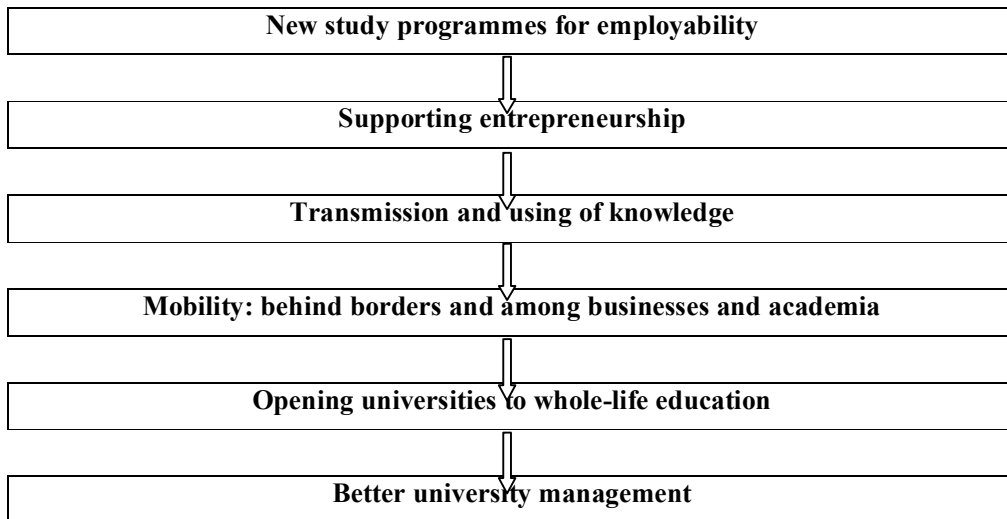 New study programmes for employability
Supporting entrepreneurship
Transmission and using of knowledge
Mobility: behind borders and among businesses and academia
Opening universities to whole-life education
Better university management